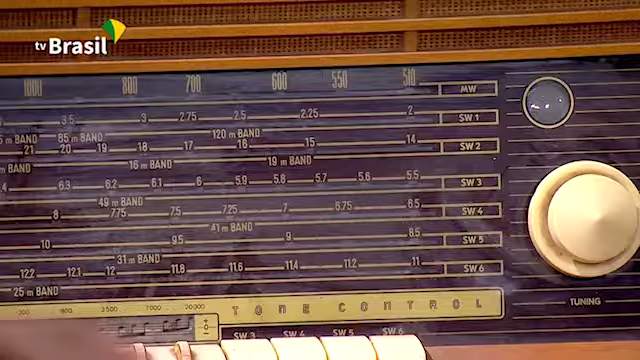 tv Brasil
1000 800 700 600 550 510 MW
3.5 3 2.75 2.5 2.25 2 SW 1
m BAND 65 m BAND 120 m BAND
21 20 19 18 17 16 15 14 SW 2
m BAND 16 m BAND 19 m BAND
6.3 6.2 6.1 6 5.9 5.8 5.7 5.6 5.5 SW 3
49 m BAND
8 7.75 7.5 7.25 7 6.75 6.5 SW 4
41 m BAND
10 9.5 9 8.5 SW 5
31 m BAND
12.2 12.1 12 11.8 11.6 11.4 11.2 11 SW 6
25 m BAND
TUNING
3500 7000 20000
TONE CONTROL
SW 3 SW 4 SW 5 SW 6